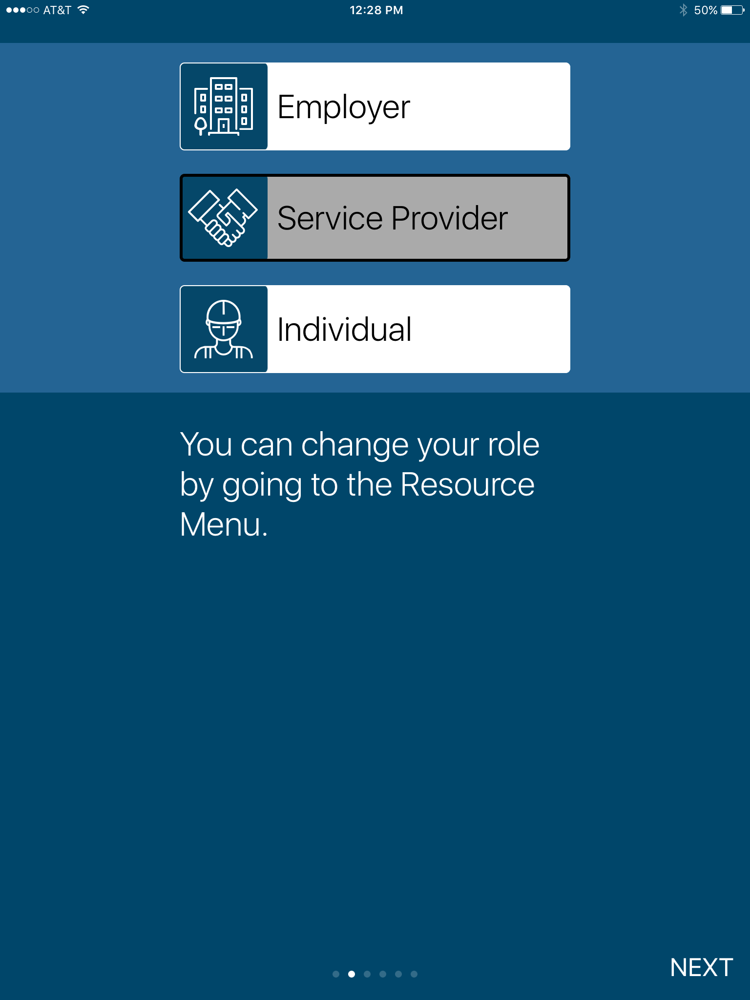 AT&T 12:28 PM 50%
Employer
Service Provider
Individual
You can change your role
by going to the Resource
Menu.
NEXT